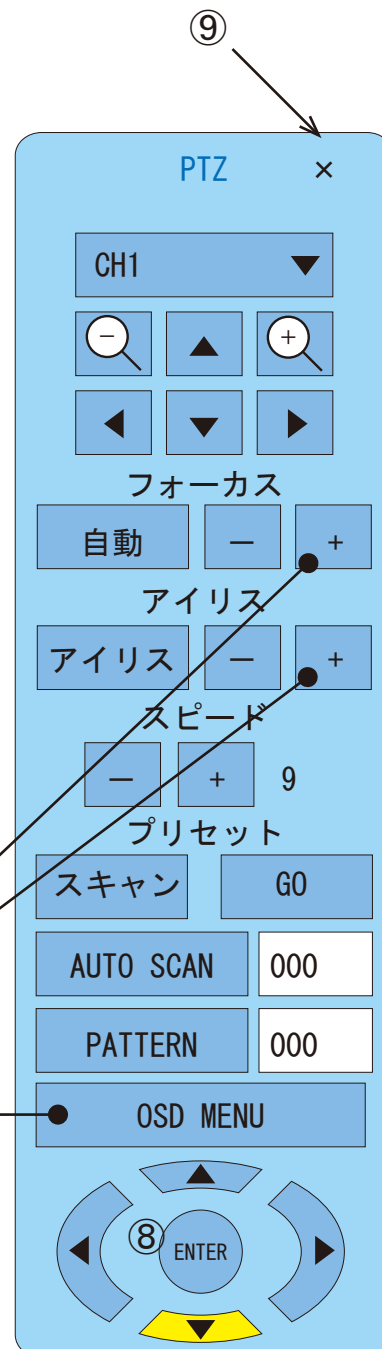 ⑨
PTZ ×
CH1 ▼
− ▲ +
◀ ▼ ▶
フォーカス
自動 − +
アイリス
アイリス − +
スピード
− + 9
プリセット
スキャン GO
AUTO SCAN 000
PATTERN 000
OSD MENU
▲
◀ ⑧ ENTER ▶
▼